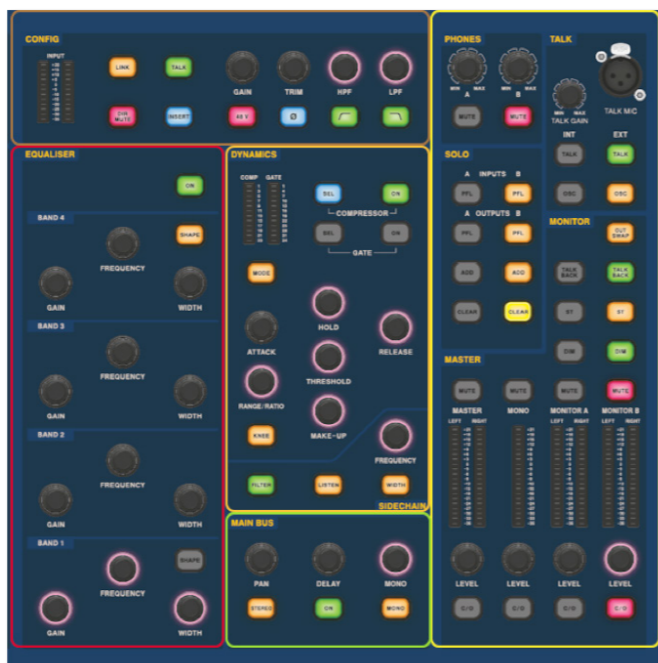 CONFIG
INPUT
LINK
TALK
GAIN
TRIM
HPF
LPF
DIR MUTE
INSERT
48 V
Ø
EQUALISER
ON
BAND 4
SHAPE
FREQUENCY
GAIN
WIDTH
BAND 3
FREQUENCY
GAIN
WIDTH
BAND 2
FREQUENCY
GAIN
WIDTH
BAND 1
SHAPE
FREQUENCY
GAIN
WIDTH
DYNAMICS
COMP GATE
SEL
ON
COMPRESSOR
SEL
ON
GATE
MODE
HOLD
ATTACK
RELEASE
THRESHOLD
RANGE/RATIO
MAKE-UP
KNEE
FREQUENCY
FILTER
LISTEN
WIDTH
SIDECHAIN
MAIN BUS
PAN
DELAY
MONO
STEREO
ON
MONO
PHONES
MIN MAX
MIN MAX
A
B
MUTE
MUTE
TALK
MIN MAX
TALK GAIN
TALK MIC
INT
EXT
TALK
TALK
OSC
OSC
SOLO
A INPUTS B
PFL
PFL
A OUTPUTS B
PFL
PFL
ADD
ADD
CLEAR
CLEAR
MONITOR
OUT SWAP
TALK BACK
TALK BACK
ST
ST
DIM
DIM
MASTER
MUTE
MUTE
MUTE
MUTE
MASTER
MONO
MONITOR A
MONITOR B
LEFT RIGHT
LEFT RIGHT
LEFT RIGHT
LEVEL
LEVEL
LEVEL
LEVEL
C/O
C/O
C/O
C/O